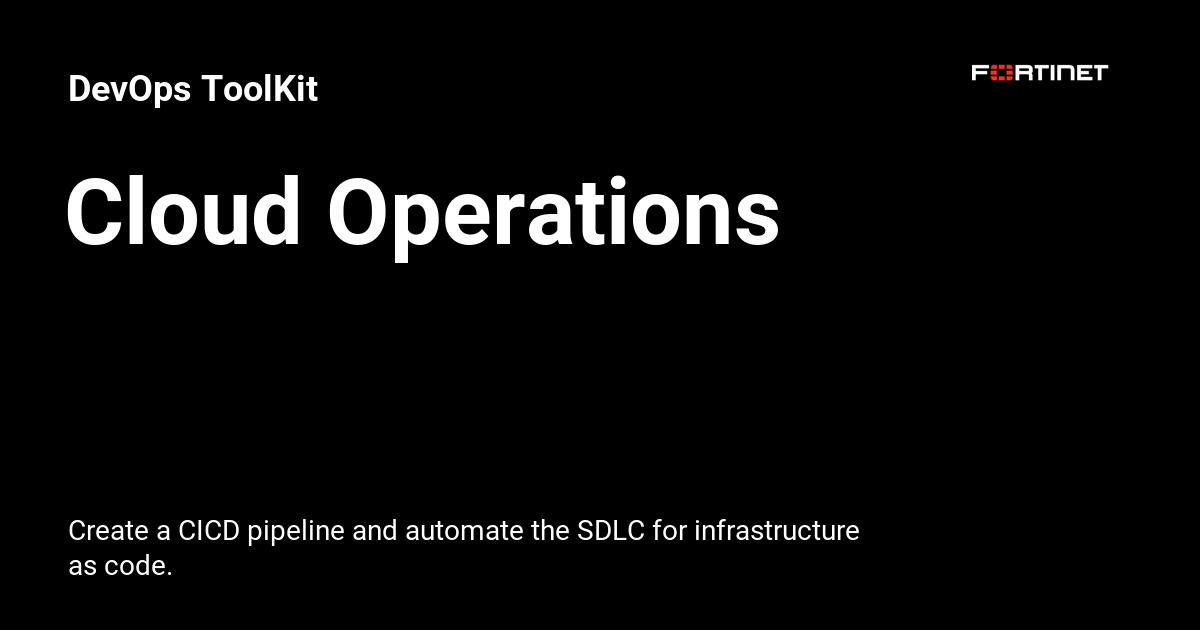 DevOps ToolKit
FORTINET
Cloud Operations
Create a CICD pipeline and automate the SDLC for infrastructure
as code.